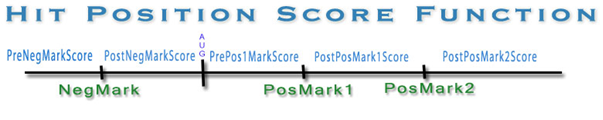 Hit Position Score Function
AUG
PreNegMarkScore PostNegMarkScore PrePos1MarkScore PostPosMark1Score PostPosMark2Score
NegMark PosMark1 PosMark2